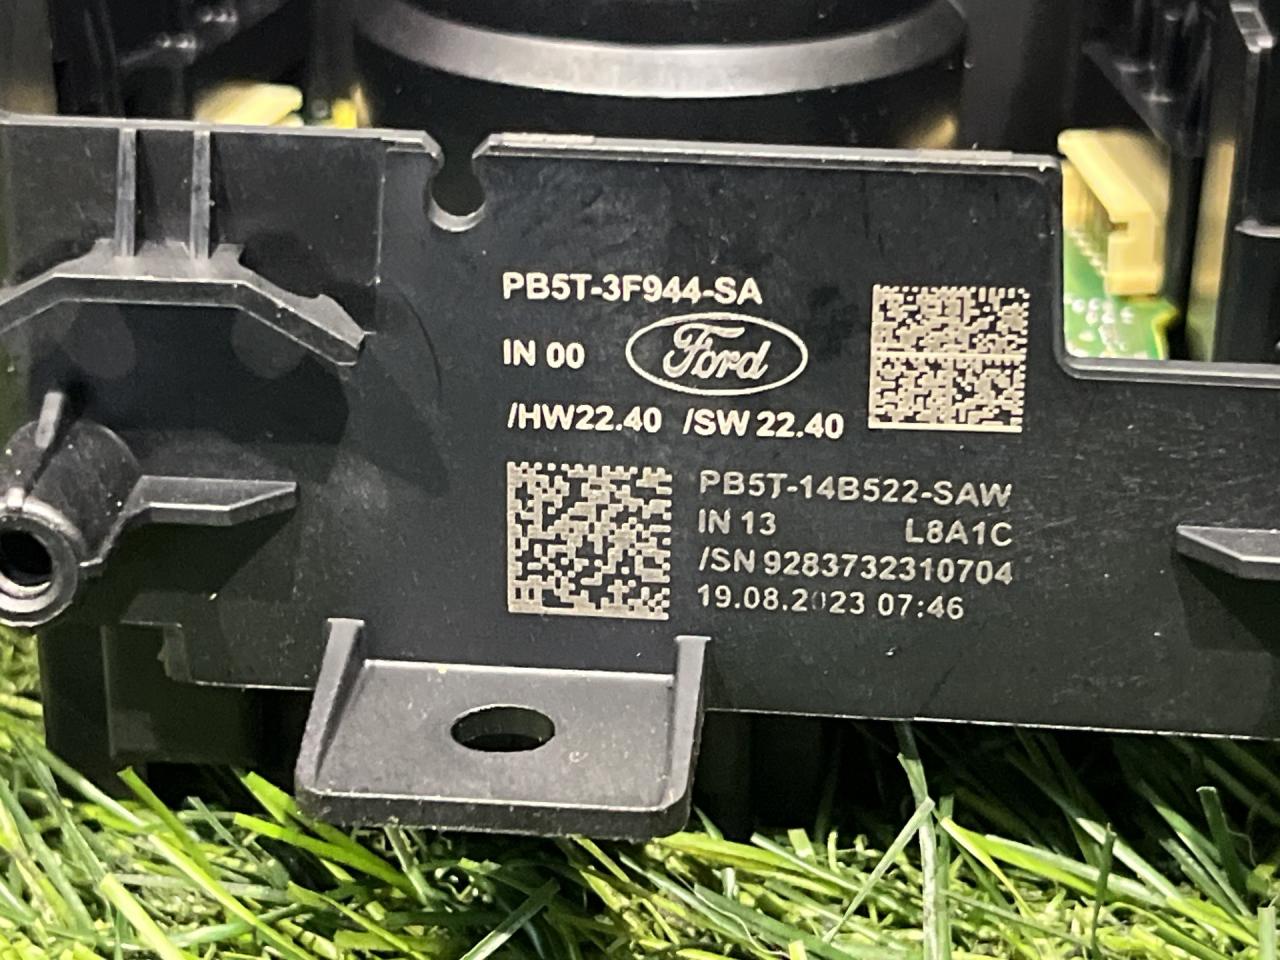 PB5T-3F944-SA
IN 00 Ford
/HW22.40 /SW 22.40
PB5T-14B522-SAW
IN 13 L8A1C
/SN 9283732310704
19.08.2023 07:46